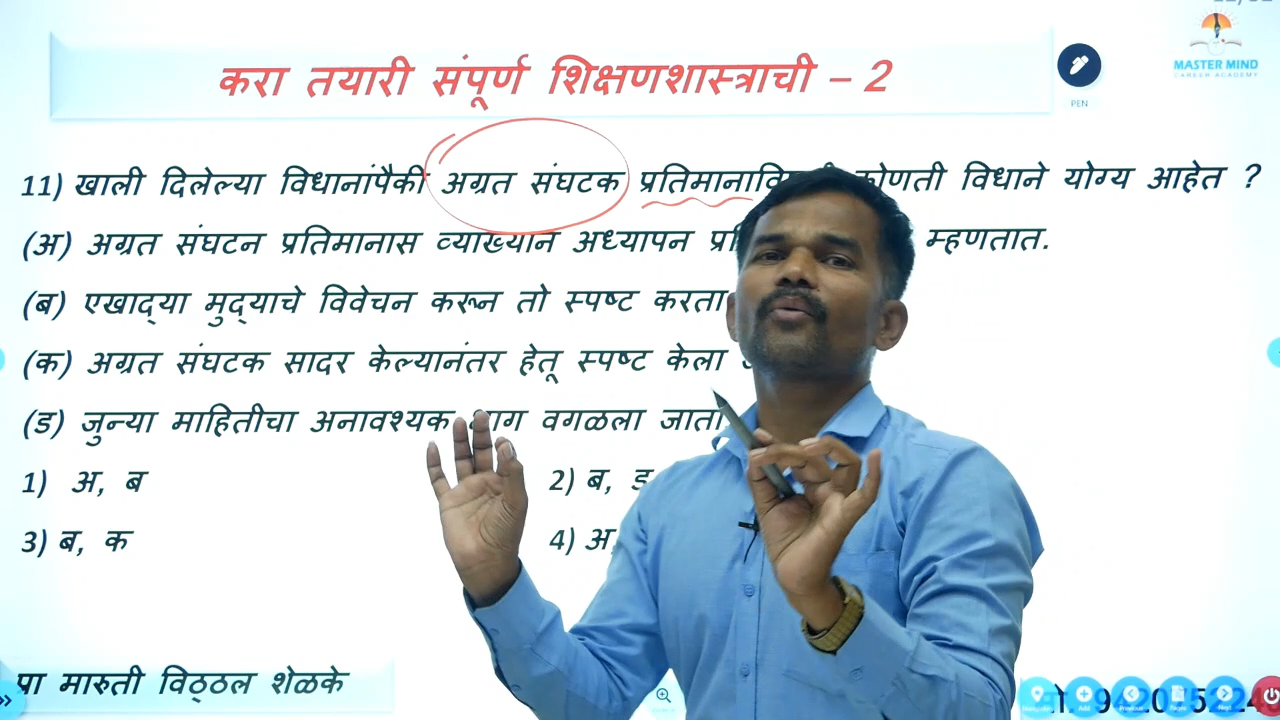 MASTER MIND
CAREER ACADEMY
करा तयारी संपूर्ण शिक्षणशास्त्राची – 2
PEN
11) खाली दिलेल्या विधानांपैकी अग्रत संघटक कोणती विधाने योग्य आहेत ?
(अ) अग्रत संघटन प्रतिमानास व्याख्यान अध्यापन म्हणतात.
(ब) एखाद्या मुद्याचे विवेचन करून तो स्पष्ट
(क) अग्रत संघटक सादर केल्यानंतर हेतू स्पष्ट केला
(ड) जुन्या माहितीचा अनावश्यक वगळला
1) अ, ब
2) ब, ड
3) ब, क
4) अ,
प्रा मारुती विठ्ठल शेळके